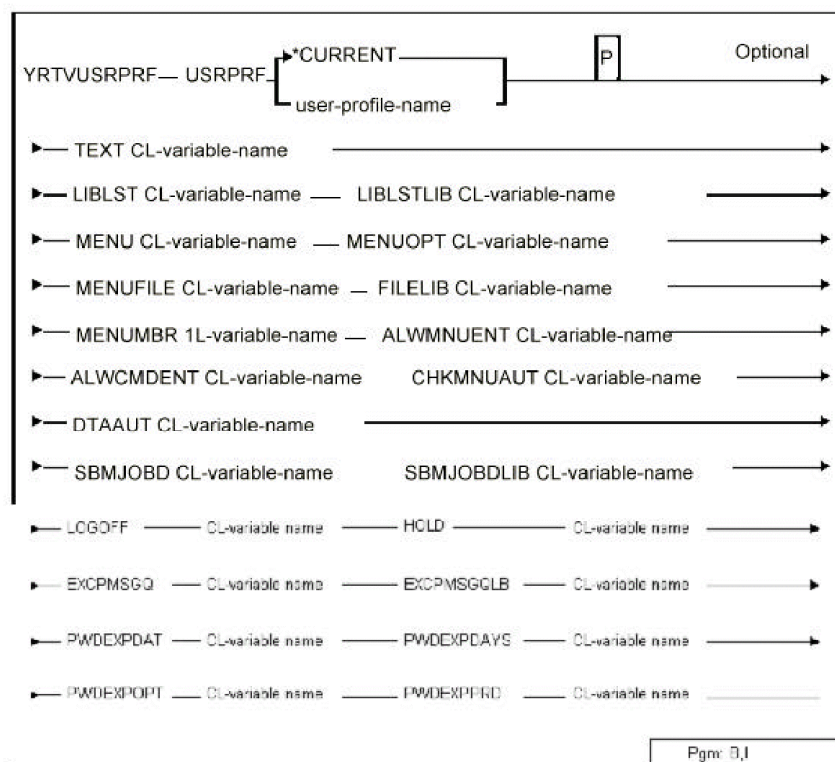 *CURRENT
P
Optional
YRTVUSRPRF USRPRF
user-profile-name
TEXT CL-variable-name
LIBLST CL-variable-name LIBLSTLIB CL-variable-name
MENU CL-variable-name MENUOPT CL-variable-name
MENUFILE CL-variable-name FILELIB CL-variable-name
MENUMBR 1L-variable-name ALWMNUENT CL-variable-name
ALWCMDENT CL-variable-name CHKMNUAUT CL-variable-name
DTAAUT CL-variable-name
SBMJOBD CL-variable-name SBMJOBDLIB CL-variable-name
LOGOFF CL-variable name HOLD CL-variable name
EXCPMSGQ CL-variable name EXCPMSGQLB CL-variable name
PWDEXPDAT CL-variable name PWDEXPDAYS CL-variable name
PWDEXPOPT CL-variable name PWDEXPPRD CL-variable name
Pgm: B,I